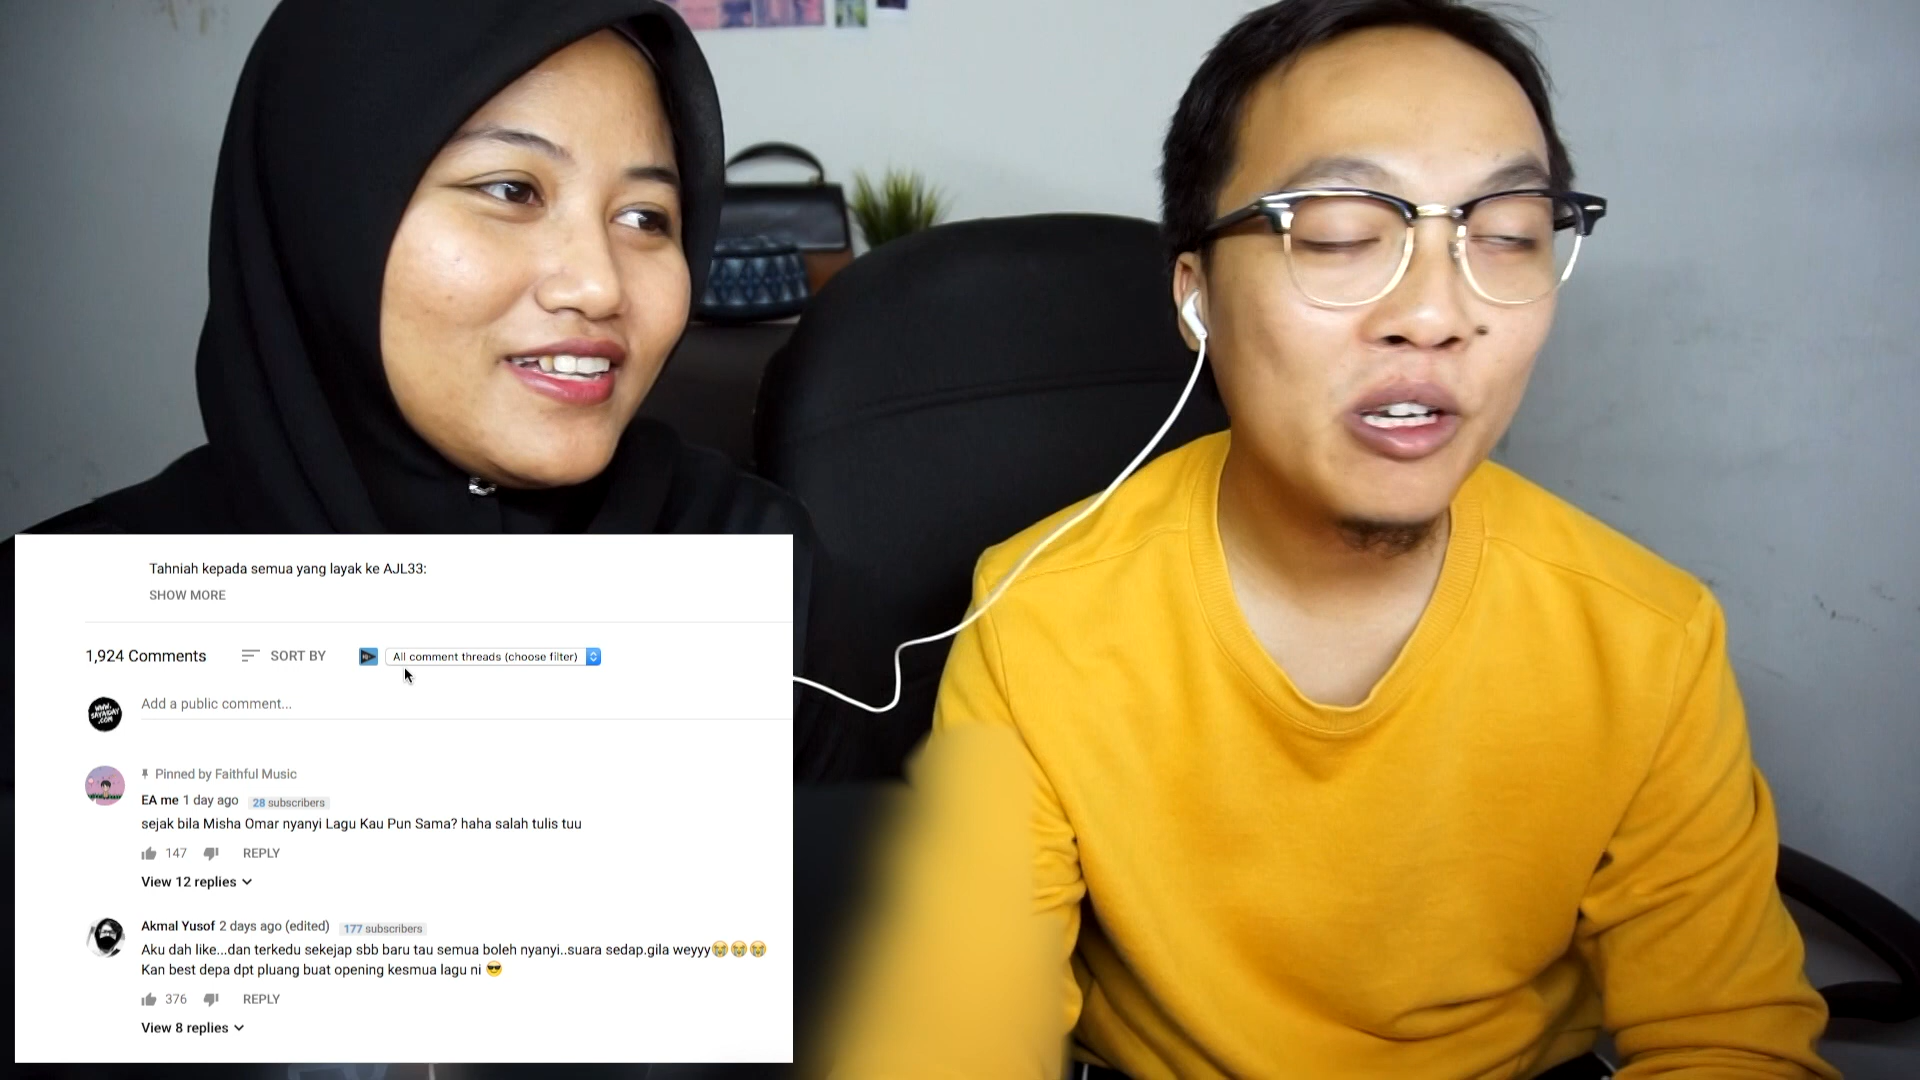 Tahniah kepada semua yang layak ke AJL33:
SHOW MORE
1,924 Comments SORT BY All comment threads (choose filter)
WWW.
SAYAIDAY
.COM
Add a public comment...
Pinned by Faithful Music
EA me 1 day ago 28 subscribers
sejak bila Misha Omar nyanyi Lagu Kau Pun Sama? haha salah tulis tuu
147 REPLY
View 12 replies
Akmal Yusof 2 days ago (edited) 177 subscribers
Aku dah like...dan terkedu sekejap sbb baru tau semua boleh nyanyi..suara sedap.gila weyyy😭😭😭
Kan best depa dpt pluang buat opening kesmua lagu ni 😎
376 REPLY
View 8 replies